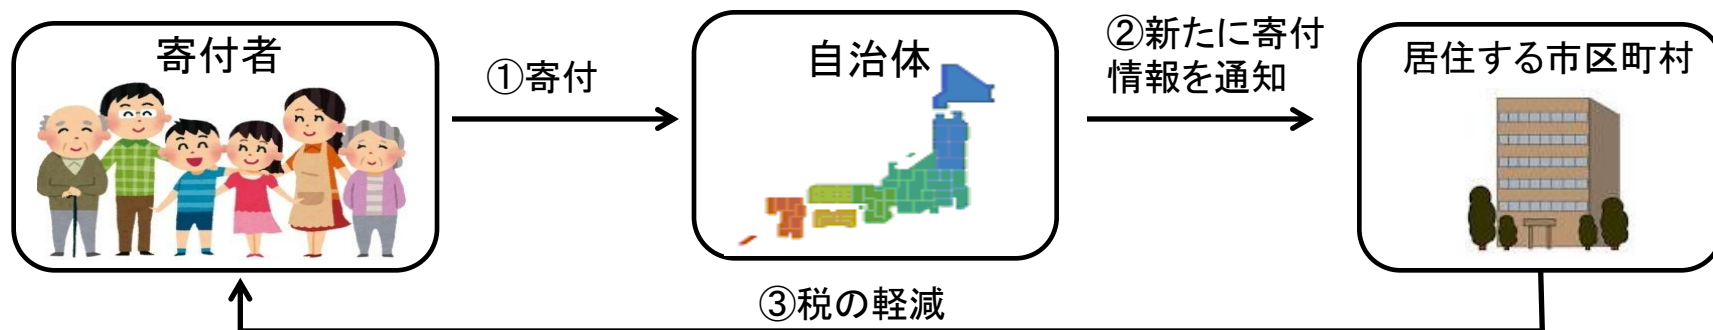 寄付者
①寄付
自治体
②新たに寄付
情報を通知
居住する市区町村
③税の軽減